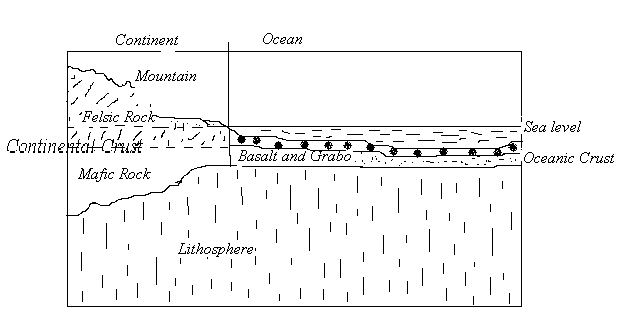 Continent
Ocean
Mountain
Felsic Rock
Sea level
Continental Crust
Basalt and Grabo
Oceanic Crust
Mafic Rock
Lithosphere